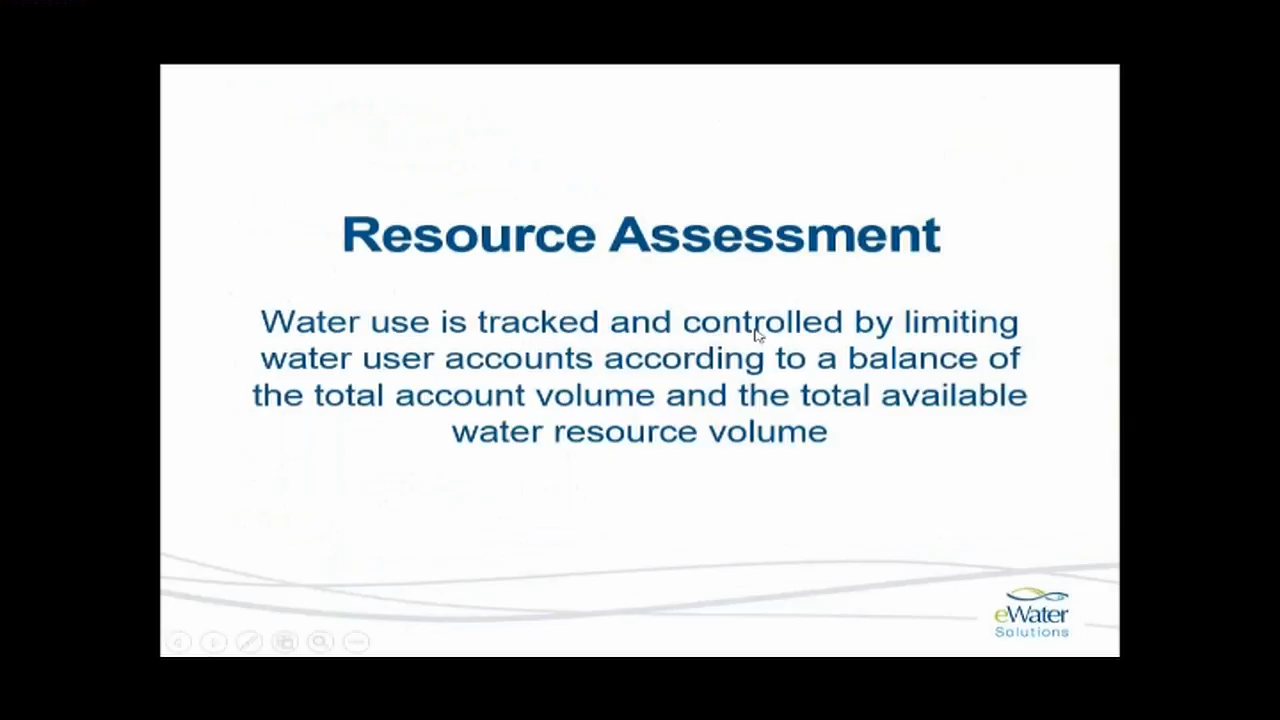 Resource Assessment
Water use is tracked and controlled by limiting
water user accounts according to a balance of
the total account volume and the total available
water resource volume
eWater
Solutions